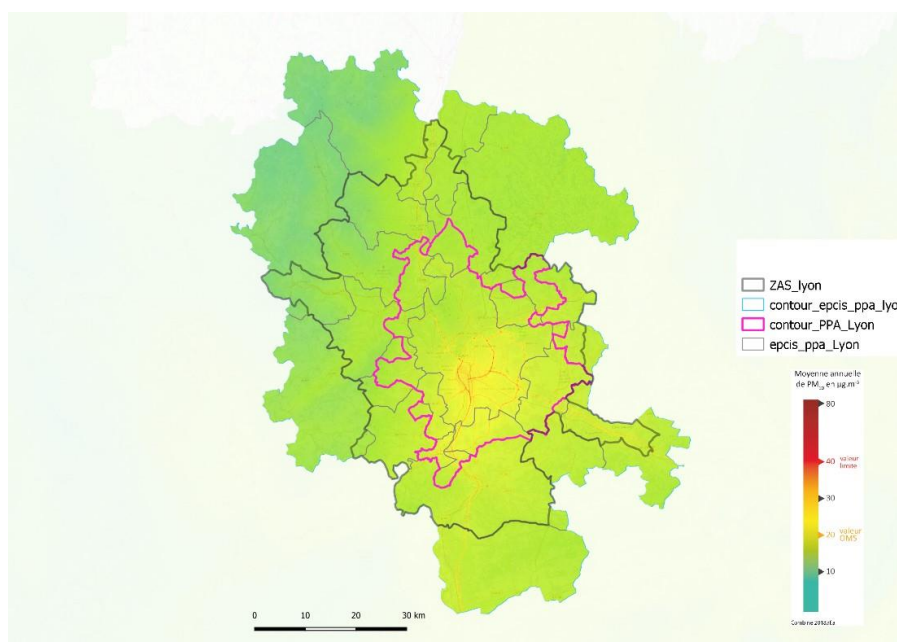 ZAS_lyon
contour_epcis_ppa_lyo
contour_PPA_Lyon
epcis_ppa_Lyon
Moyenne annuelle
de PM₁₀ en µg.m⁻³
80
40 valeur limite
30
20 valeur OMS
10
0 10 20 30 km